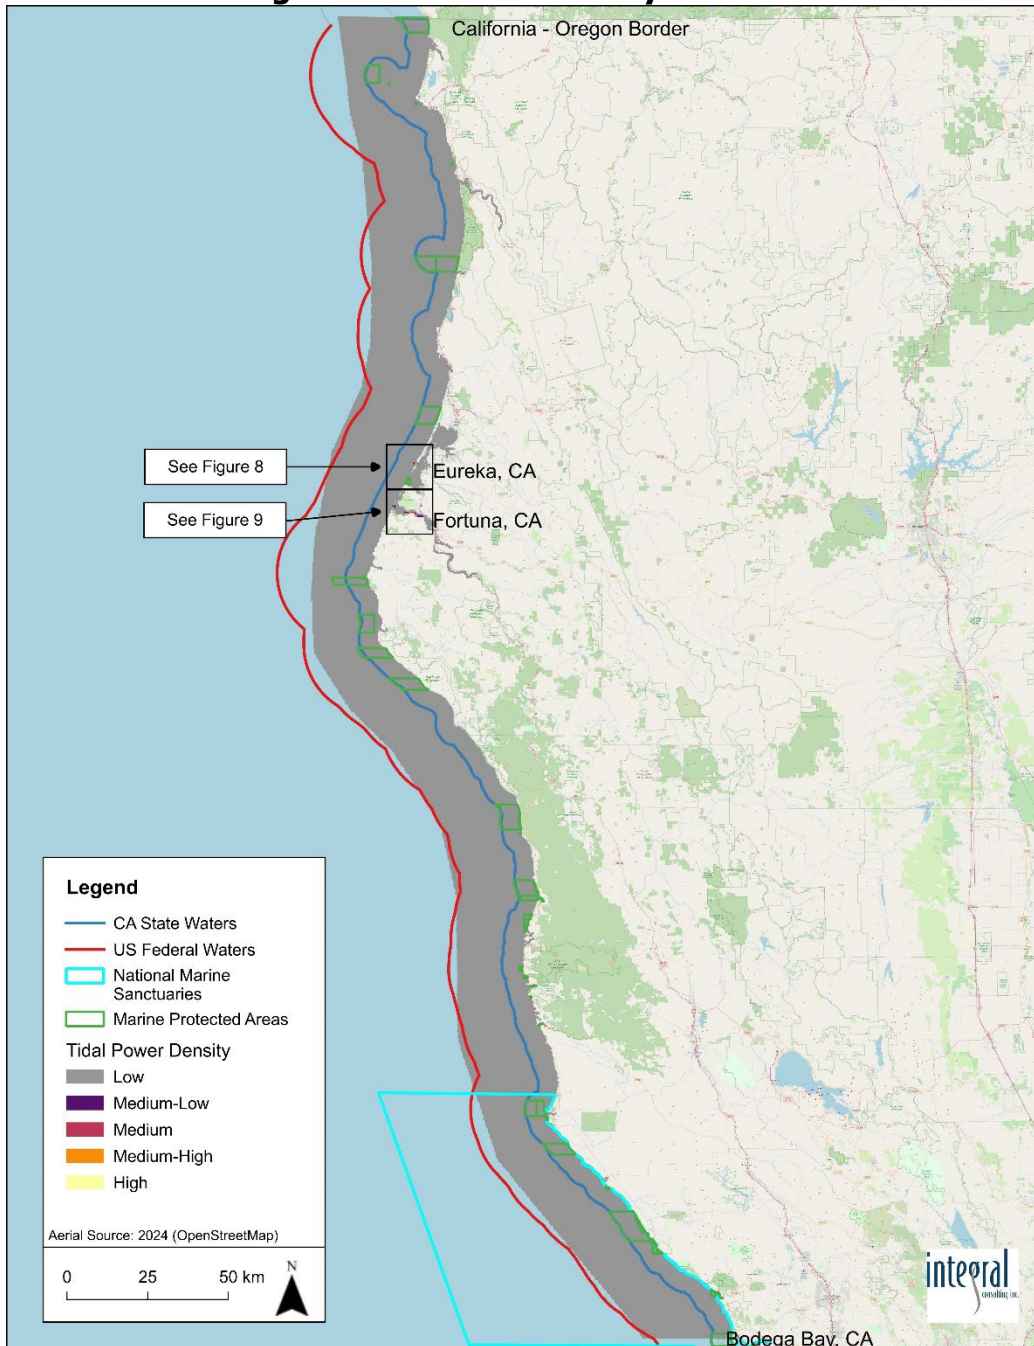 California - Oregon Border
See Figure 8
Eureka, CA
See Figure 9
Fortuna, CA
Legend
CA State Waters
US Federal Waters
National Marine
Sanctuaries
Marine Protected Areas
Tidal Power Density
Low
Medium-Low
Medium
Medium-High
High
Aerial Source: 2024 (OpenStreetMap)
0 25 50 km
N
integral
consulting inc.
Bodega Bay, CA